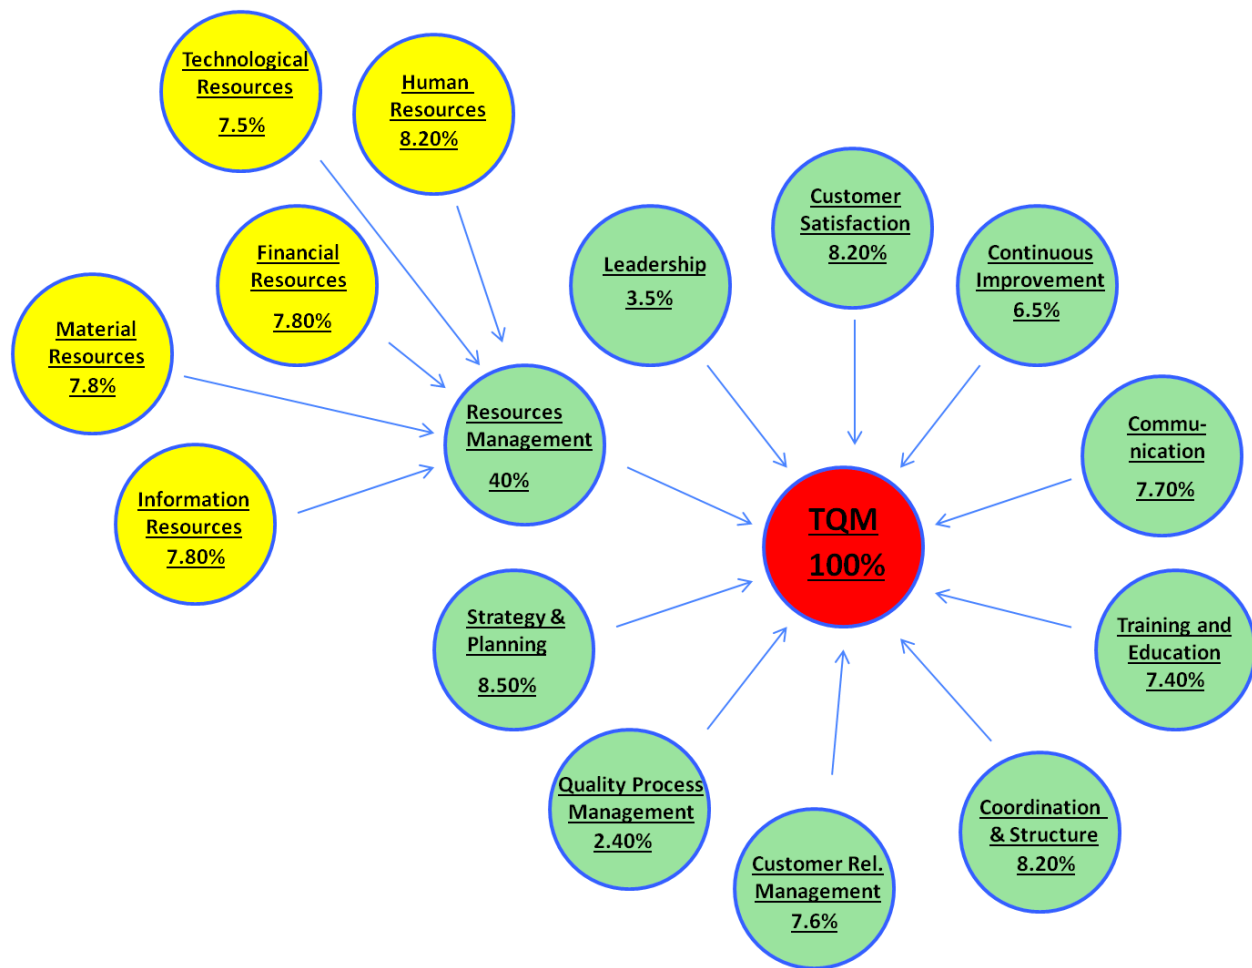 Technological
Resources
7.5%
Human
Resources
8.20%
Financial
Resources
7.80%
Material
Resources
7.8%
Information
Resources
7.80%
Resources
Management
40%
Leadership
3.5%
Customer
Satisfaction
8.20%
Continuous
Improvement
6.5%
Commu-
nication
7.70%
TQM
100%
Training and
Education
7.40%
Strategy &
Planning
8.50%
Quality Process
Management
2.40%
Customer Rel.
Management
7.6%
Coordination
& Structure
8.20%